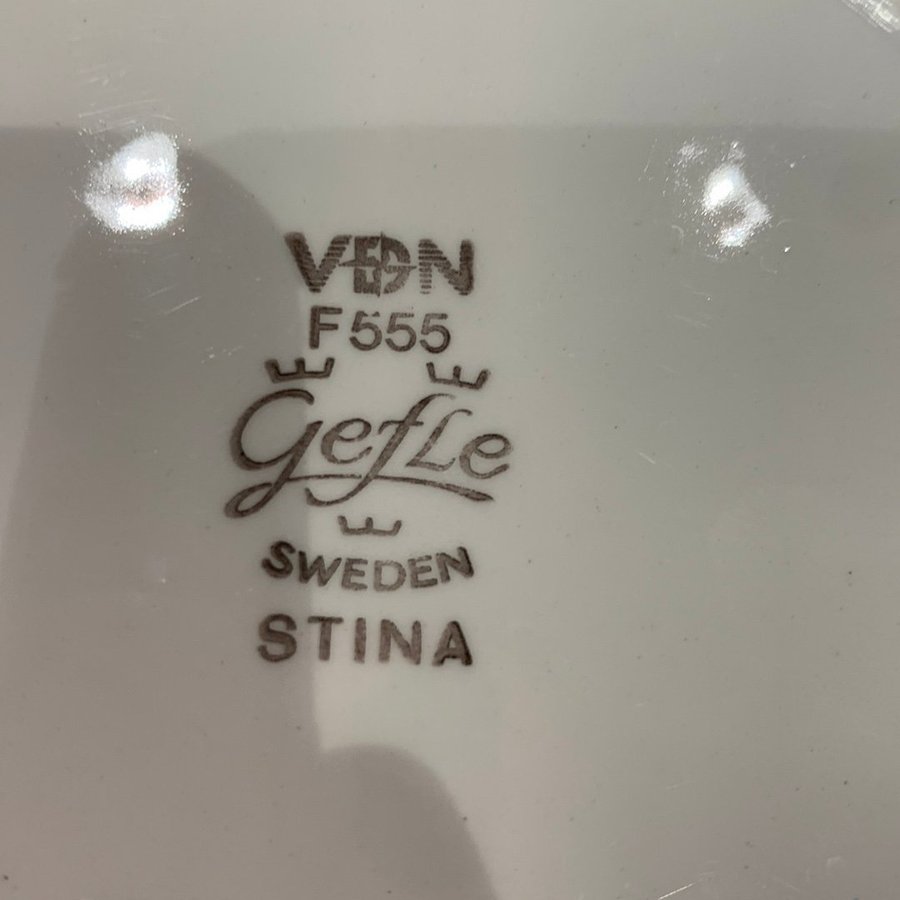 VDN
F555
Gefle
SWEDEN
STINA